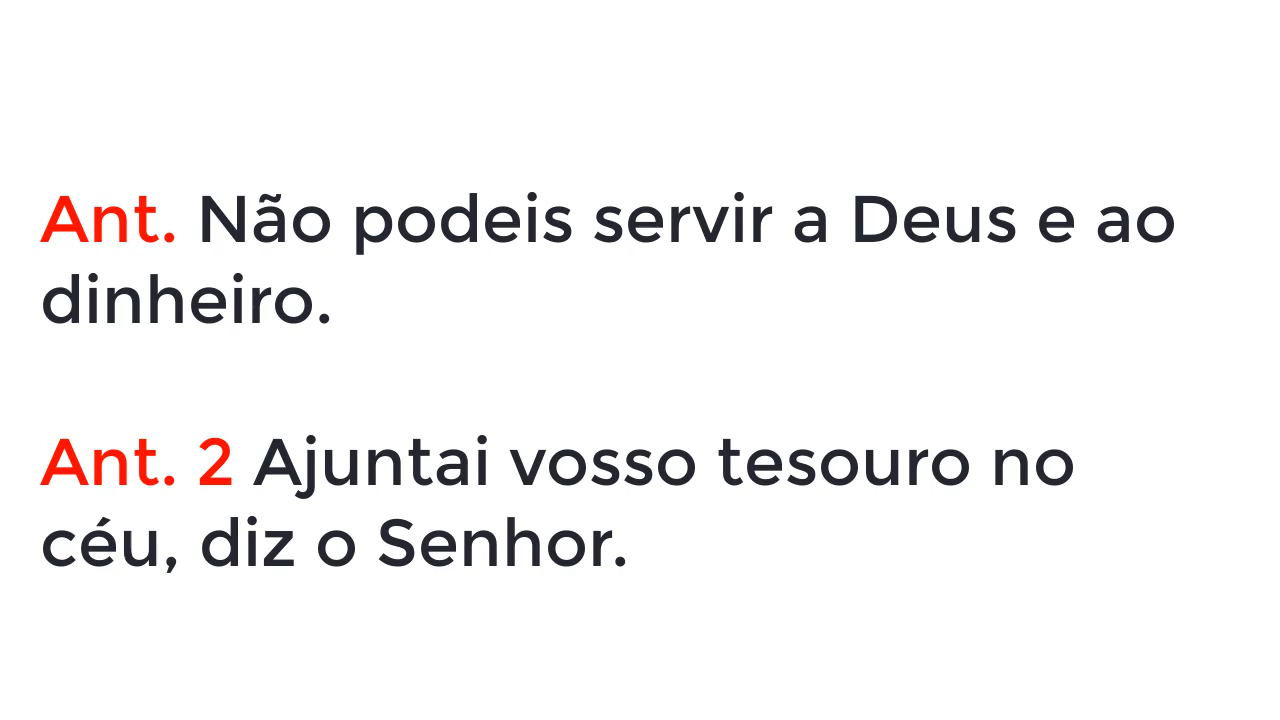 Ant. Não podeis servir a Deus e ao
dinheiro.
Ant. 2 Ajuntai vosso tesouro no
céu, diz o Senhor.